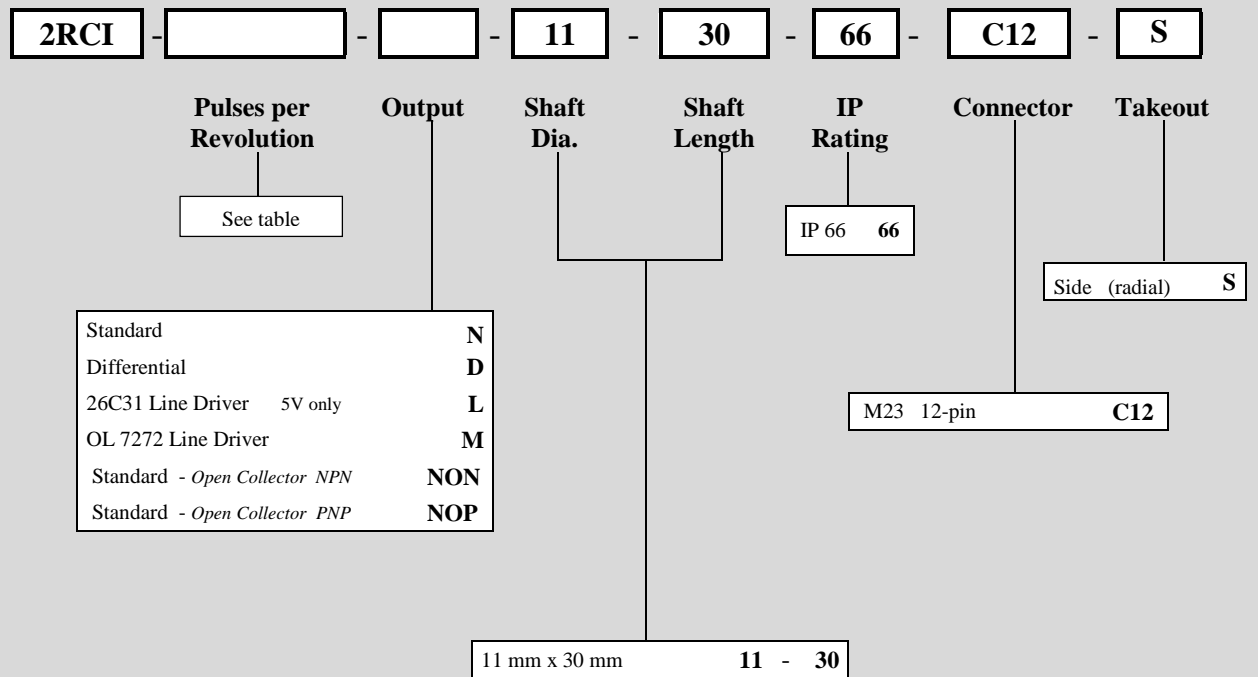 2RCI - - - 11 - 30 - 66 - C12 - S
Pulses per Revolution
Output
Shaft Dia.
Shaft Length
IP Rating
Connector
Takeout
See table
IP 66 66
Side (radial) S
Standard N
Differential D
26C31 Line Driver 5V only L
OL 7272 Line Driver M
Standard - Open Collector NPN NON
Standard - Open Collector PNP NOP
M23 12-pin C12
11 mm x 30 mm 11 - 30